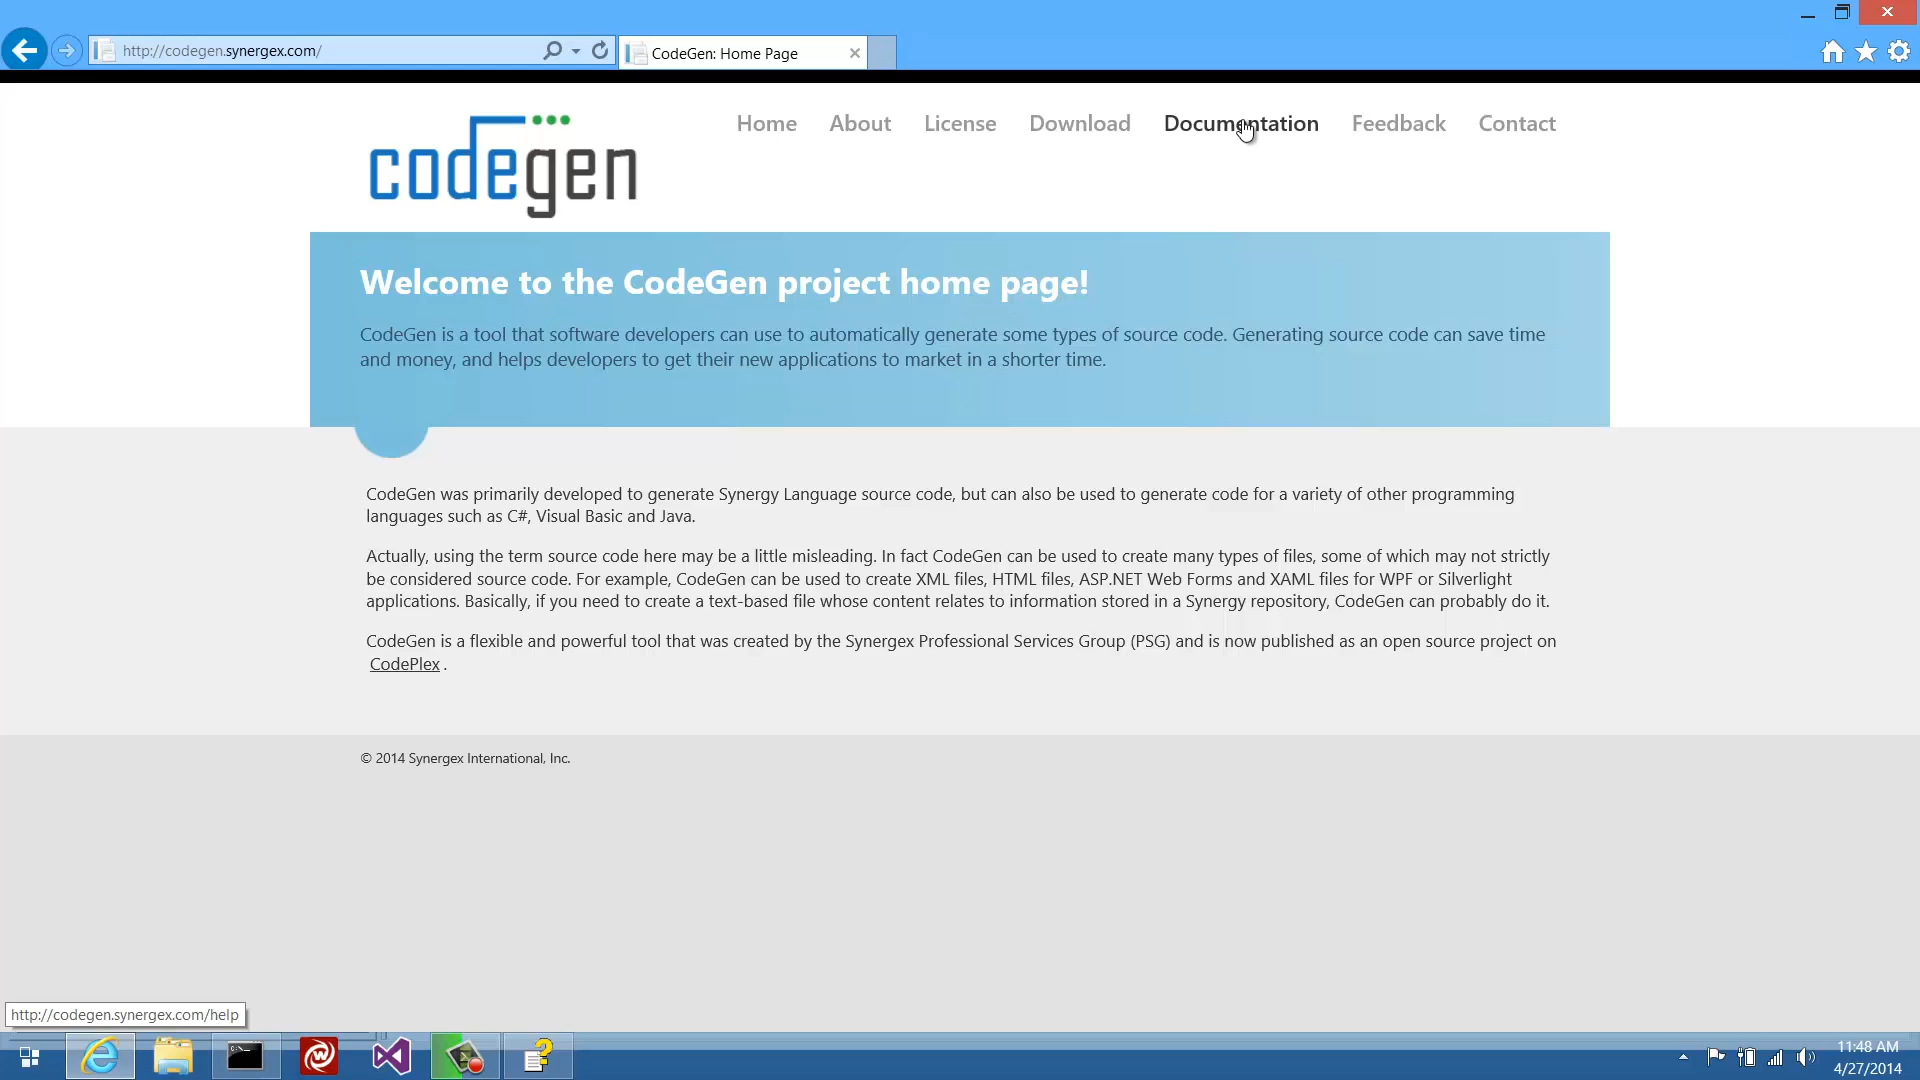 http://codegen.synergex.com/
CodeGen: Home Page
codegen
Home About License Download Documentation Feedback Contact
Welcome to the CodeGen project home page!
CodeGen is a tool that software developers can use to automatically generate some types of source code. Generating source code can save time
and money, and helps developers to get their new applications to market in a shorter time.
CodeGen was primarily developed to generate Synergy Language source code, but can also be used to generate code for a variety of other programming
languages such as C#, Visual Basic and Java.
Actually, using the term source code here may be a little misleading. In fact CodeGen can be used to create many types of files, some of which may not strictly
be considered source code. For example, CodeGen can be used to create XML files, HTML files, ASP.NET Web Forms and XAML files for WPF or Silverlight
applications. Basically, if you need to create a text-based file whose content relates to information stored in a Synergy repository, CodeGen can probably do it.
CodeGen is a flexible and powerful tool that was created by the Synergex Professional Services Group (PSG) and is now published as an open source project on
CodePlex .
© 2014 Synergex International, Inc.
http://codegen.synergex.com/help
11:48 AM
4/27/2014